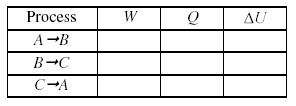 Process W Q ΔU
A→B
B→C
C→A